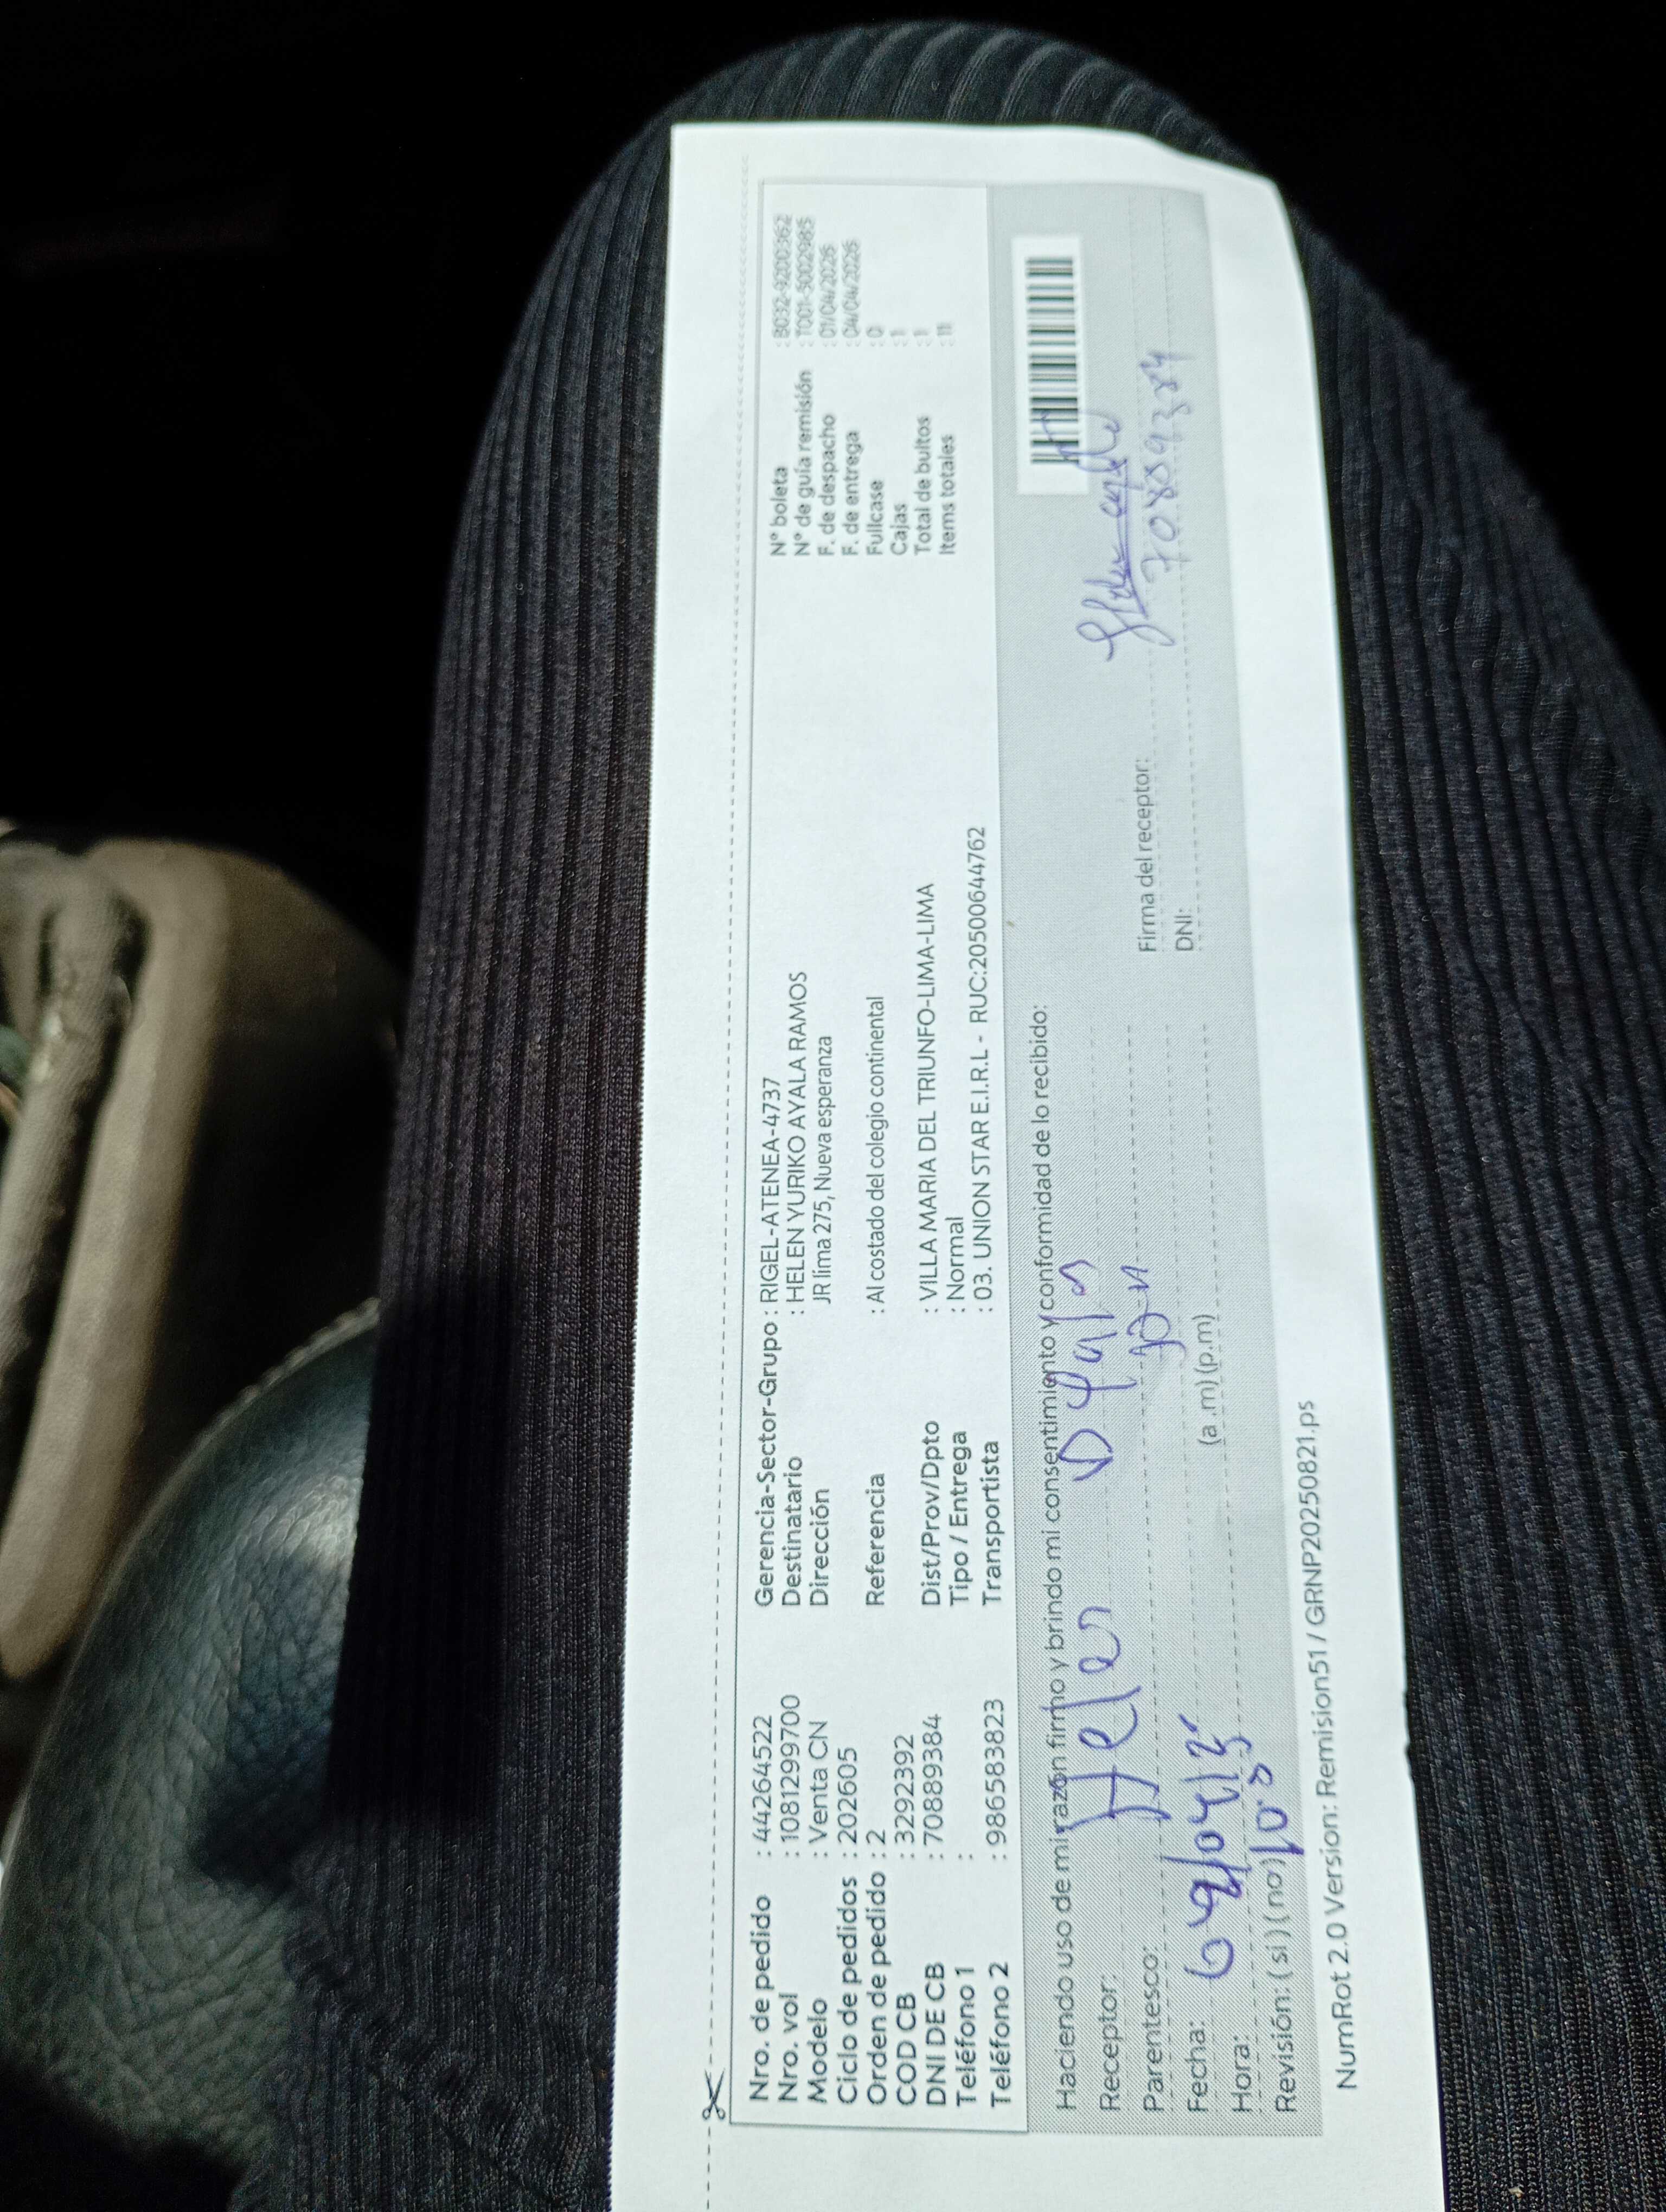 Nro. de pedido : 442645522 Gerencia-Sector-Grupo : RIGEL-ATENEA-4737 N° boleta : B032-9200362
Nro. vol : 1081299700 Destinatario : HELEN YURIKO AYALA RAMOS N° de guía remisión : T001-5002985
Modelo : Venta CN Dirección JR lima 275, Nueva esperanza F. de despacho : 01/04/2026
Ciclo de pedidos : 202605 F. de entrega : 04/04/2026
Orden de pedido : 2 Referencia : Al costado del colegio continental Fullcase : 0
COD CB : 3292392 Cajas : 1
DNI DE CB : 70889384 Dist/Prov/Dpto : VILLA MARIA DEL TRIUNFO-LIMA-LIMA Total de bultos : 1
Teléfono 1 : Tipo / Entrega : Normal Items totales : 11
Teléfono 2 : 986583823 Transportista : 03. UNION STAR E.I.R.L - RUC:20500644762
Haciendo uso de mi razón firmo y brindo mi consentimiento y conformidad de lo recibido:
Receptor: Helen
Parentesco: Firma del receptor:
Fecha: DNI:
Hora: (a .m) (p.m)
Revisión: ( si ) ( no )
NumRot 2.0 Version: Remision51 / GRNP20250821.ps